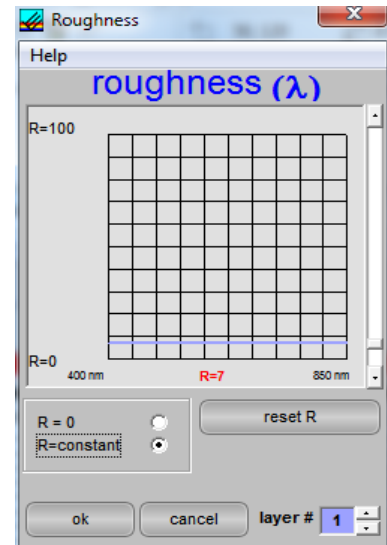 Roughness
Help
roughness (λ)
R=100
R=0
400 nm R=7 850 nm
R = 0 reset R
R=constant
ok cancel layer # 1